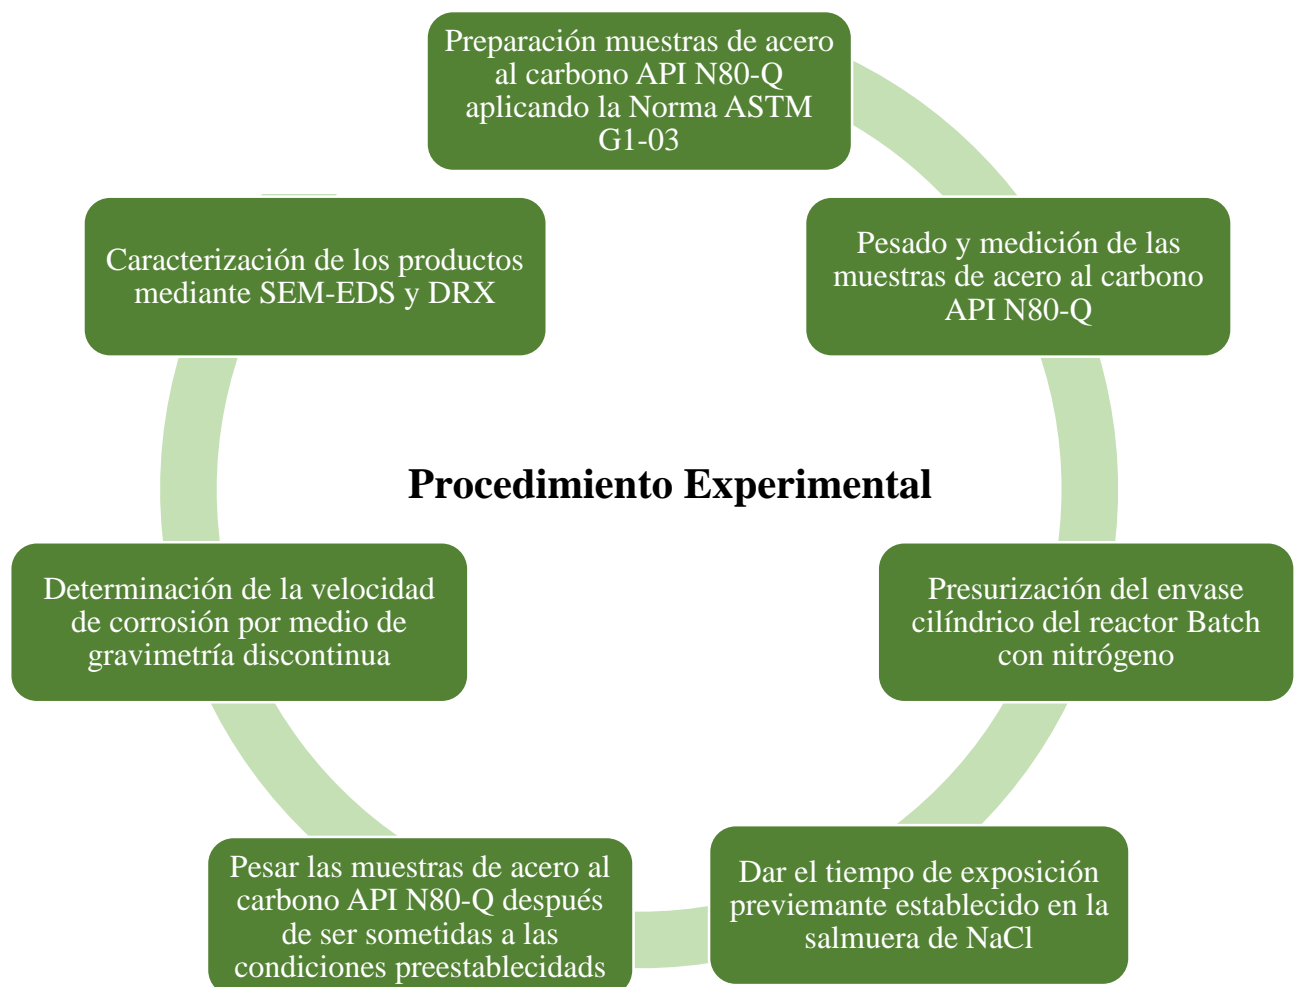 Preparación muestras de acero
al carbono API N80-Q
aplicando la Norma ASTM
G1-03
Pesado y medición de las
muestras de acero al carbono
API N80-Q
Presurización del envase
cilíndrico del reactor Batch
con nitrógeno
Dar el tiempo de exposición
previemante establecido en la
salmuera de NaCl
Pesar las muestras de acero al
carbono API N80-Q después
de ser sometidas a las
condiciones preestablecidads
Determinación de la velocidad
de corrosión por medio de
gravimetría discontinua
Caracterización de los productos
mediante SEM-EDS y DRX
Procedimiento Experimental